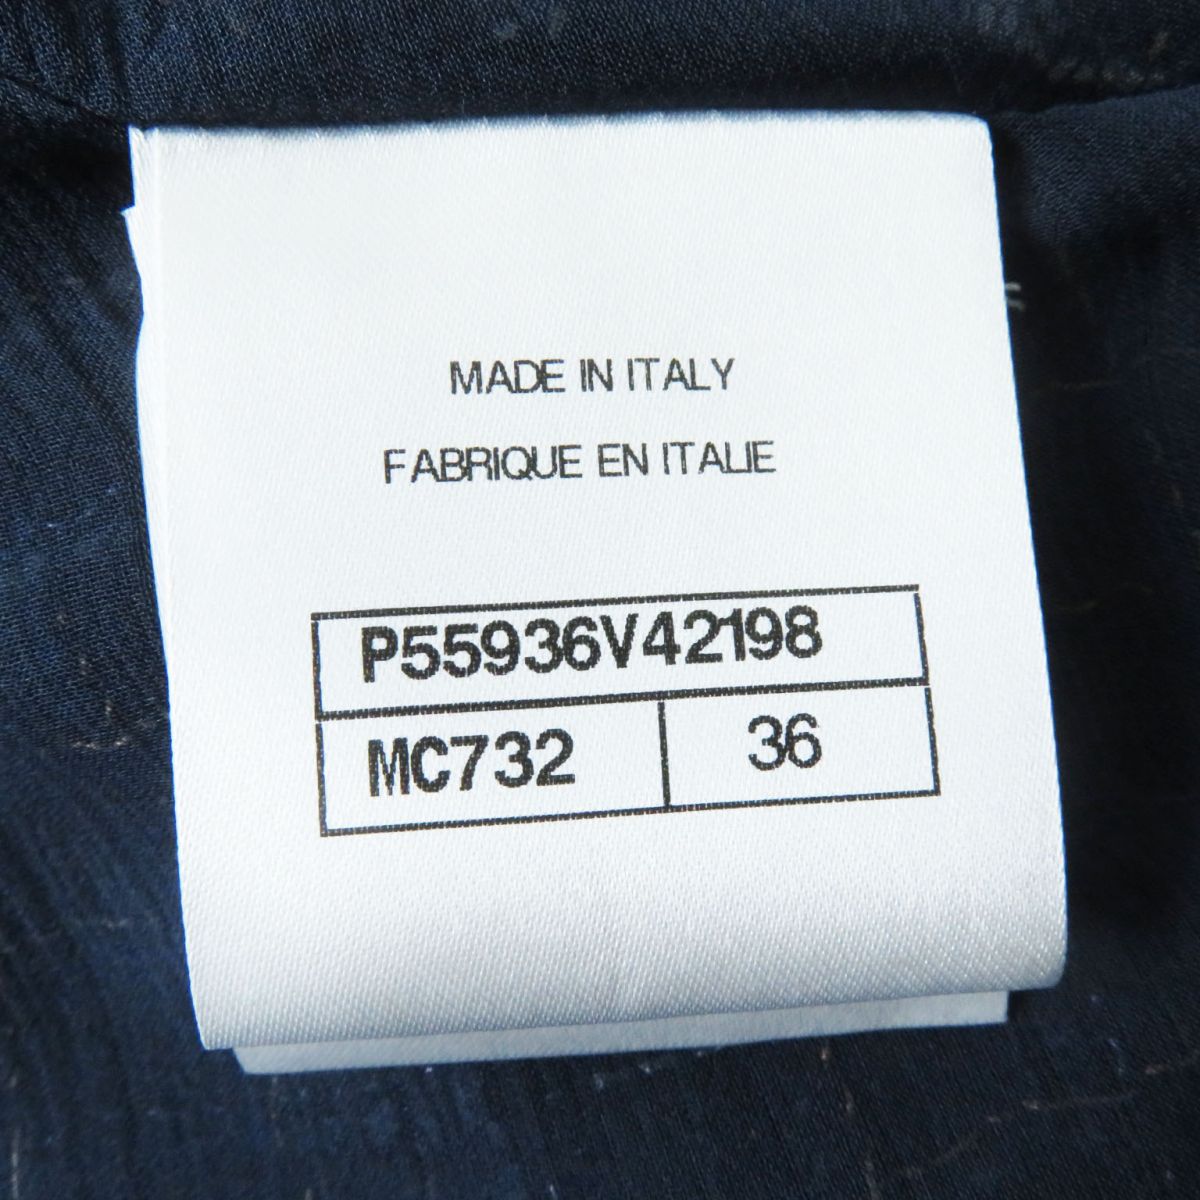 MADE IN ITALY
FABRIQUE EN ITALIE
P55936V42198
MC732 36